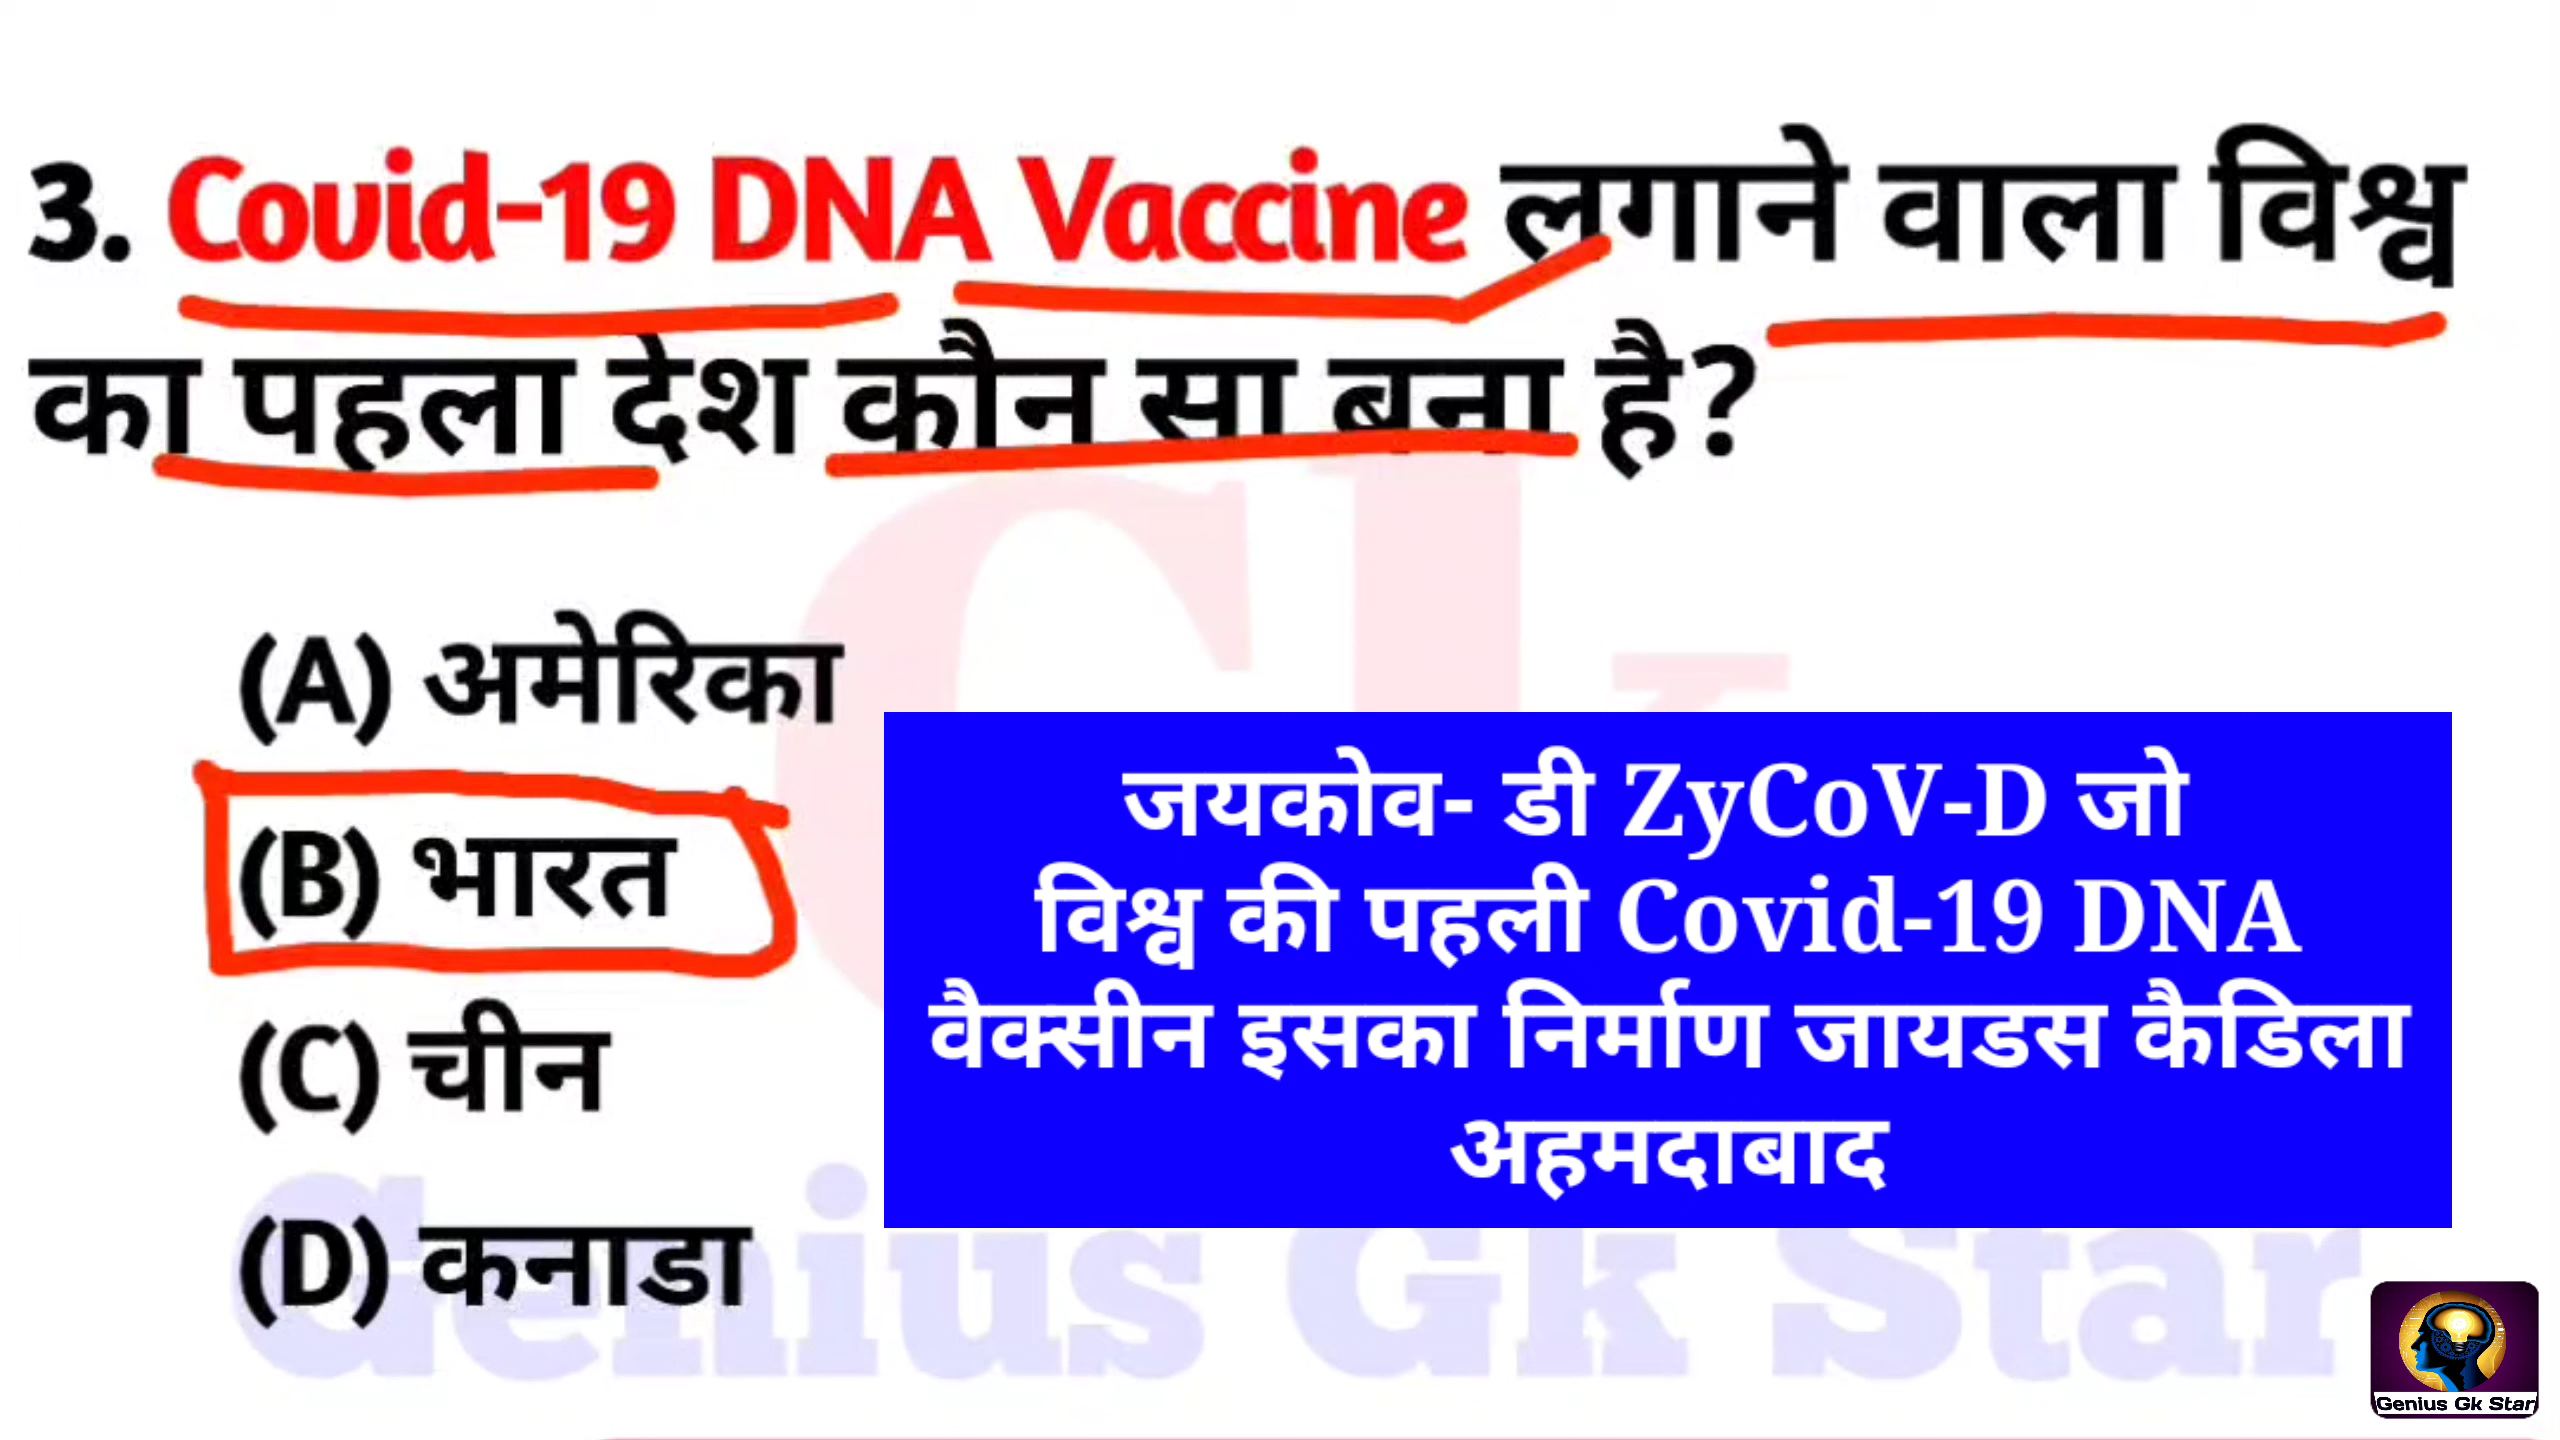 3. Covid-19 DNA Vaccine लगाने वाला विश्व
का पहला देश कौन सा बना है?
(A) अमेरिका
(B) भारत
(C) चीन
(D) कनाडा
जयकोव- डी ZyCoV-D जो
विश्व की पहली Covid-19 DNA
वैक्सीन इसका निर्माण जायडस कैडिला
अहमदाबाद
Genius Gk Star
Genius Gk Star